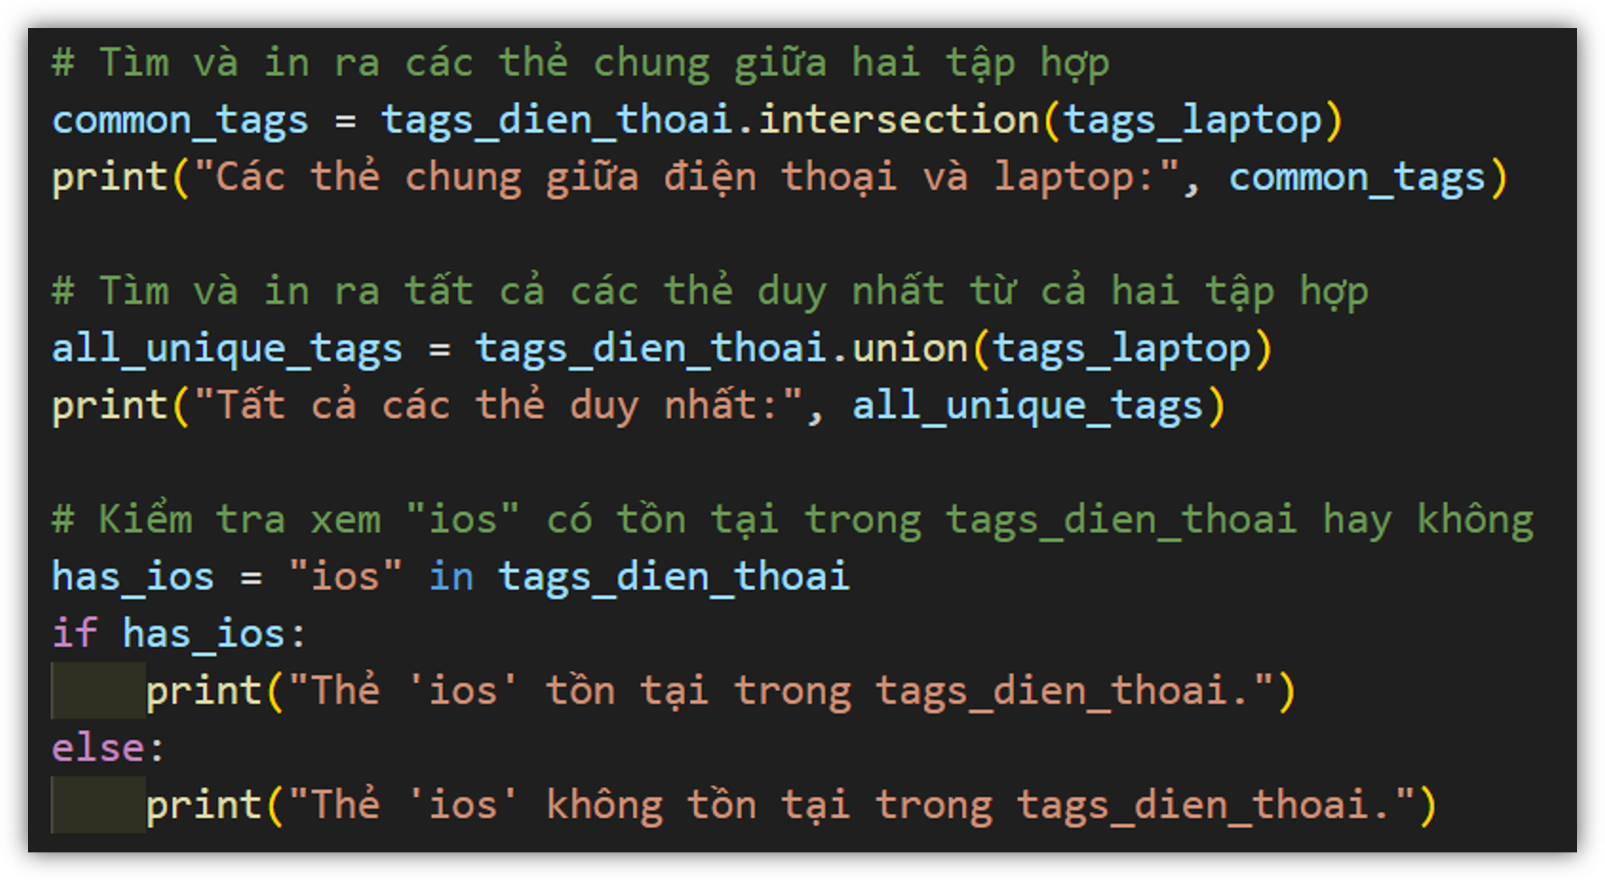 # Tìm và in ra các thẻ chung giữa hai tập hợp
common_tags = tags_dien_thoai.intersection(tags_laptop)
print("Các thẻ chung giữa điện thoại và laptop:", common_tags)

# Tìm và in ra tất cả các thẻ duy nhất từ cả hai tập hợp
all_unique_tags = tags_dien_thoai.union(tags_laptop)
print("Tất cả các thẻ duy nhất:", all_unique_tags)

# Kiểm tra xem "ios" có tồn tại trong tags_dien_thoai hay không
has_ios = "ios" in tags_dien_thoai
if has_ios:
    print("Thẻ 'ios' tồn tại trong tags_dien_thoai.")
else:
    print("Thẻ 'ios' không tồn tại trong tags_dien_thoai.")